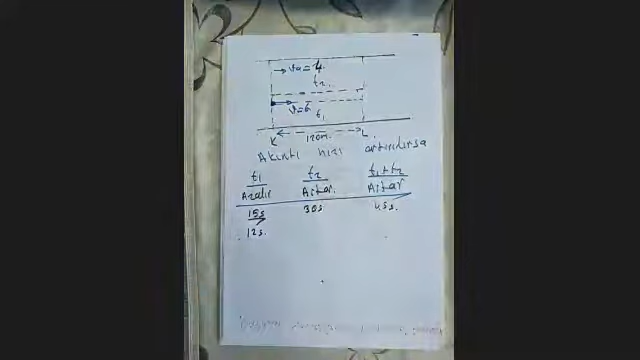 va = 4
t2
v = 6
t1
K 120m L
Akıntı hızı artırılırsa
t1 t2 t1+t2
Azalır Artar Artar
15s 30s 45s.
12s.